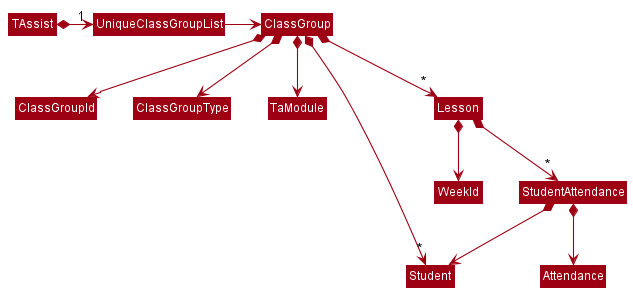 TAssist
1
UniqueClassGroupList
ClassGroup
*
ClassGroupId
ClassGroupType
TaModule
Lesson
*
WeekId
StudentAttendance
*
Student
Attendance